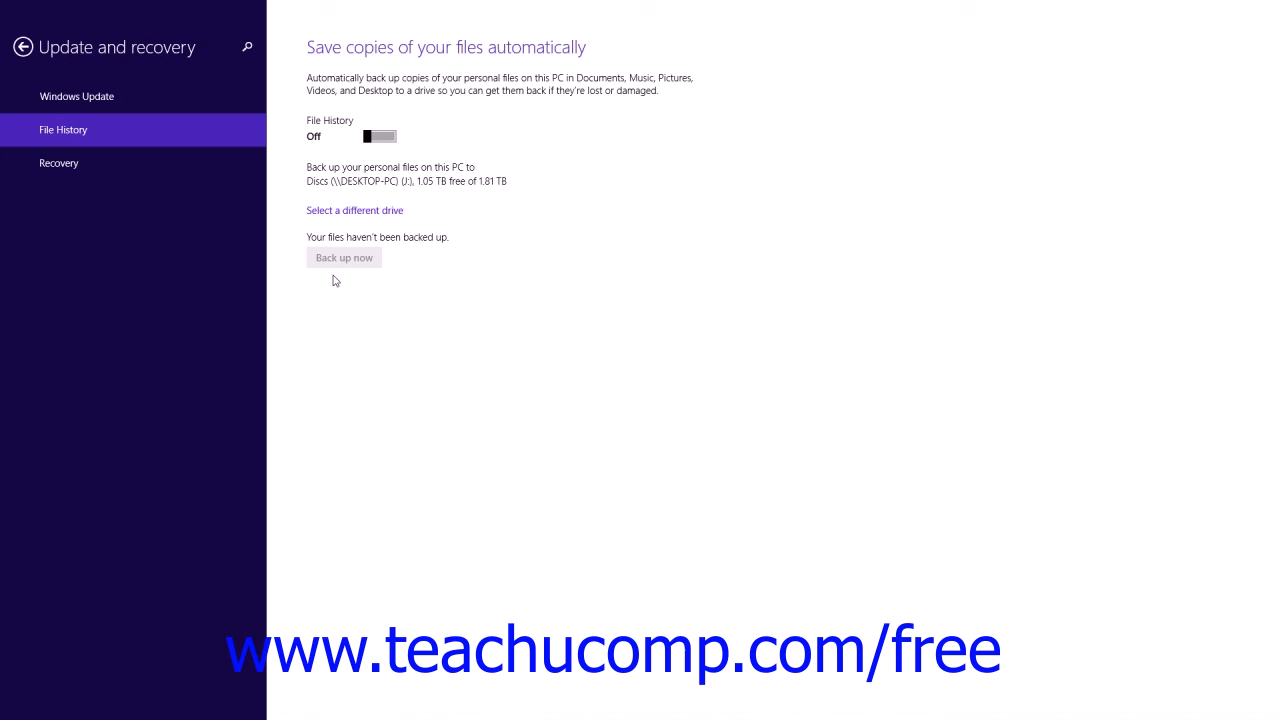 Update and recovery
Windows Update
File History
Recovery
Save copies of your files automatically
Automatically back up copies of your personal files on this PC in Documents, Music, Pictures,
Videos, and Desktop to a drive so you can get them back if they're lost or damaged.
File History
Off
Back up your personal files on this PC to
Discs (\\DESKTOP-PC) (J:), 1.05 TB free of 1.81 TB
Select a different drive
Your files haven't been backed up.
Back up now
www.teachucomp.com/free